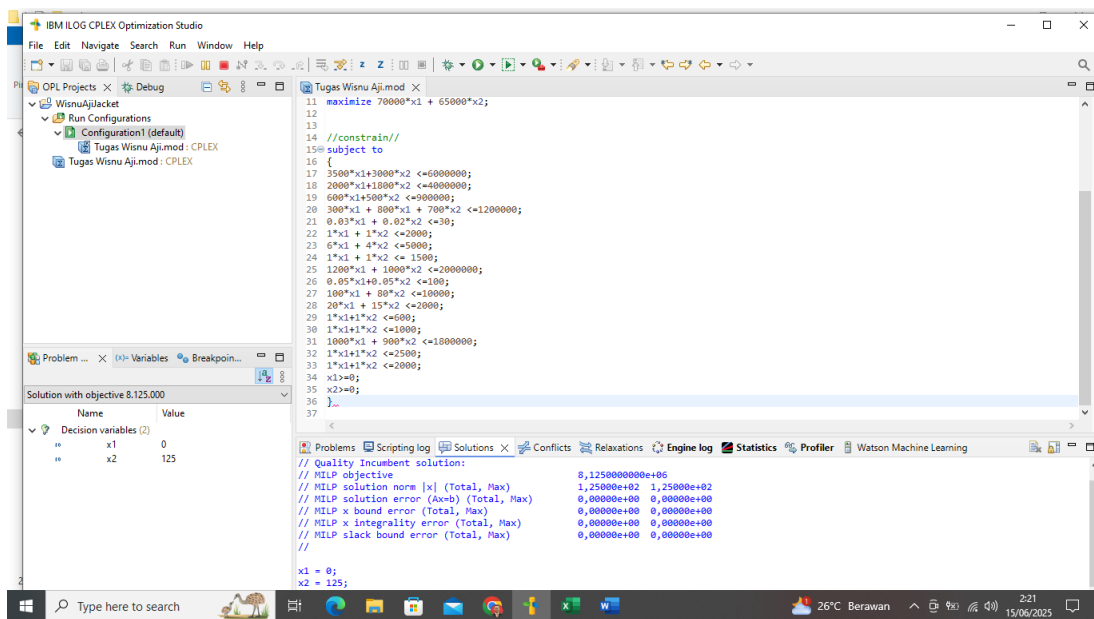 IBM ILOG CPLEX Optimization Studio
File Edit Navigate Search Run Window Help
OPL Projects Debug
WisnuAjiJacket
Run Configurations
Configuration1 (default)
Tugas Wisnu Aji.mod : CPLEX
Tugas Wisnu Aji.mod : CPLEX
Tugas Wisnu Aji.mod
11 maximize 70000*x1 + 65000*x2;
12
13
14 //constrain//
15 subject to
16 {
17 3500*x1+3000*x2 <=6000000;
18 2000*x1+1800*x2 <=4000000;
19 600*x1+500*x2 <=900000;
20 300*x1 + 800*x1 + 700*x2 <=1200000;
21 0.03*x1 + 0.02*x2 <=30;
22 1*x1 + 1*x2 <=2000;
23 6*x1 + 4*x2 <=5000;
24 1*x1 + 1*x2 <= 1500;
25 1200*x1 + 1000*x2 <=2000000;
26 0.05*x1+0.05*x2 <=100;
27 100*x1 + 80*x2 <=10000;
28 20*x1 + 15*x2 <=2000;
29 1*x1+1*x2 <=600;
30 1*x1+1*x2 <=1000;
31 1000*x1 + 900*x2 <=1800000;
32 1*x1+1*x2 <=2500;
33 1*x1+1*x2 <=2000;
34 x1>=0;
35 x2>=0;
36 }
37
Problem ... (x)= Variables Breakpoin...
Solution with objective 8.125.000
Name Value
Decision variables (2)
x1 0
x2 125
Problems Scripting log Solutions Conflicts Relaxations Engine log Statistics Profiler Watson Machine Learning
// Quality Incumbent solution:
// MILP objective 8,1250000000e+06
// MILP solution norm |x| (Total, Max) 1,25000e+02 1,25000e+02
// MILP solution error (Ax=b) (Total, Max) 0,00000e+00 0,00000e+00
// MILP x bound error (Total, Max) 0,00000e+00 0,00000e+00
// MILP x integrality error (Total, Max) 0,00000e+00 0,00000e+00
// MILP slack bound error (Total, Max) 0,00000e+00 0,00000e+00
//
x1 = 0;
x2 = 125;
Type here to search
26°C Berawan
2:21
15/06/2025